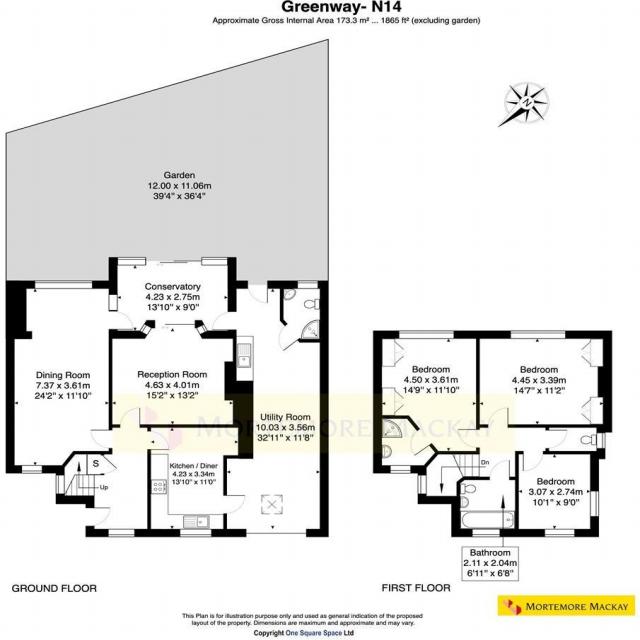 Greenway- N14
Approximate Gross Internal Area 173.3 m² ... 1865 ft² (excluding garden)
N
Garden
12.00 x 11.06m
39'4" x 36'4"
Conservatory
4.23 x 2.75m
13'10" x 9'0"
Dining Room
7.37 x 3.61m
24'2" x 11'10"
Reception Room
4.63 x 4.01m
15'2" x 13'2"
Utility Room
10.03 x 3.56m
32'11" x 11'8"
Kitchen / Diner
4.23 x 3.34m
13'10" x 11'0"
S
Up
Bedroom
4.50 x 3.61m
14'9" x 11'10"
Bedroom
4.45 x 3.39m
14'7" x 11'2"
Dn
Bedroom
3.07 x 2.74m
10'1" x 9'0"
Bathroom
2.11 x 2.04m
6'11" x 6'8"
MORTEMORE MACKAY
GROUND FLOOR
FIRST FLOOR
MORTEMORE MACKAY
This Plan is for illustration purpose only and used as general indication of the proposed
layout of the property. Dimensions are maximum and approximate and may vary.
Copyright One Square Space Ltd